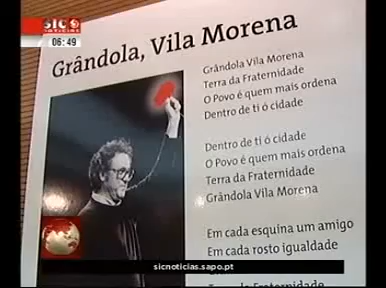 SIC
NOTÍCIAS
06:49
Grândola, Vila Morena
Grândola Vila Morena
Terra da Fraternidade
O Povo é quem mais ordena
Dentro de ti ó cidade
Dentro de ti ó cidade
O Povo é quem mais ordena
Terra da Fraternidade
Grândola Vila Morena
Em cada esquina um amigo
Em cada rosto igualdade
sicnoticias.sapo.pt